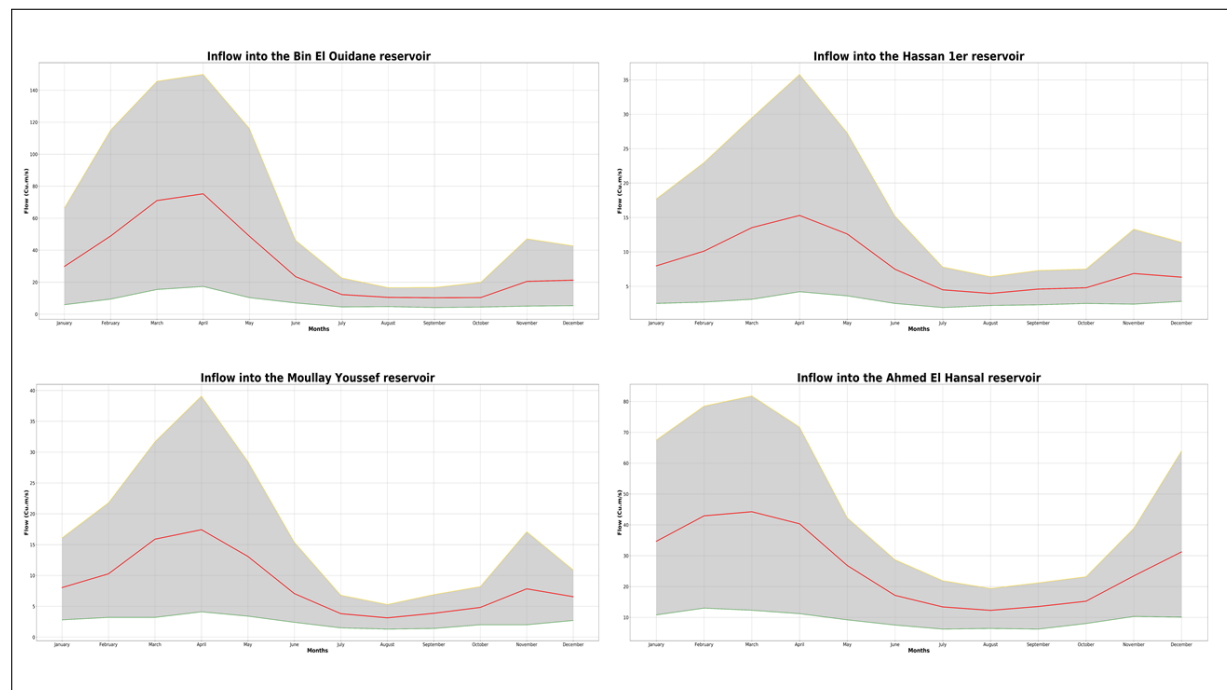 Inflow into the Bin El Ouidane reservoir
Flow (Cu.m/s)
140
120
100
80
60
40
20
0
January February March April May June July August September October November December
Months
Inflow into the Hassan 1er reservoir
Flow (Cu.m/s)
35
30
25
20
15
10
5
January February March April May June July August September October November December
Months
Inflow into the Moullay Youssef reservoir
Flow (Cu.m/s)
40
35
30
25
20
15
10
5
0
January February March April May June July August September October November December
Months
Inflow into the Ahmed El Hansal reservoir
Flow (Cu.m/s)
80
70
60
50
40
30
20
10
January February March April May June July August September October November December
Months